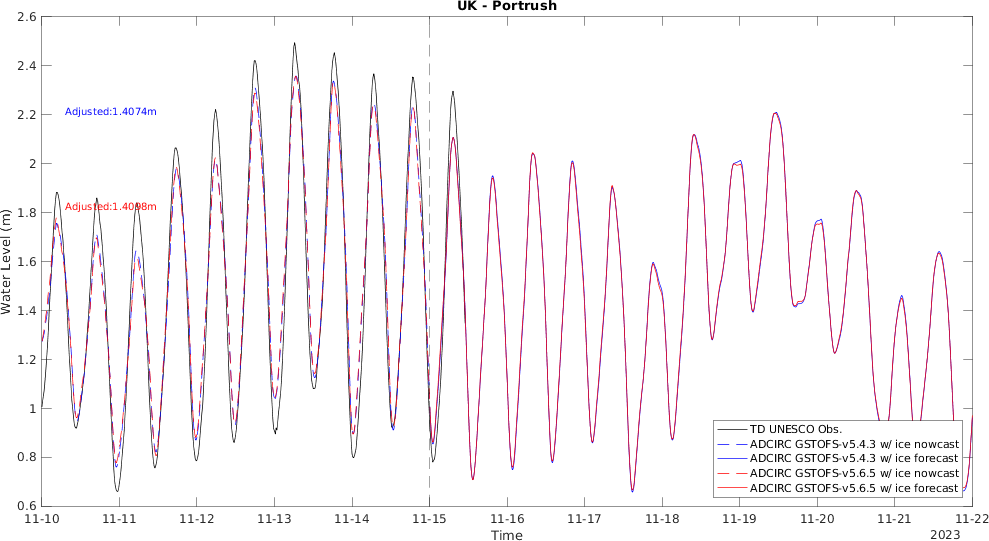 UK - Portrush
2.6
2.4
2.2
2
1.8
1.6
1.4
1.2
1
0.8
0.6
Water Level (m)
Adjusted:1.4074m
Adjusted:1.4098m
TD UNESCO Obs.
ADCIRC GSTOFS-v5.4.3 w/ ice nowcast
ADCIRC GSTOFS-v5.4.3 w/ ice forecast
ADCIRC GSTOFS-v5.6.5 w/ ice nowcast
ADCIRC GSTOFS-v5.6.5 w/ ice forecast
11-10 11-11 11-12 11-13 11-14 11-15 11-16 11-17 11-18 11-19 11-20 11-21 11-22
Time
2023